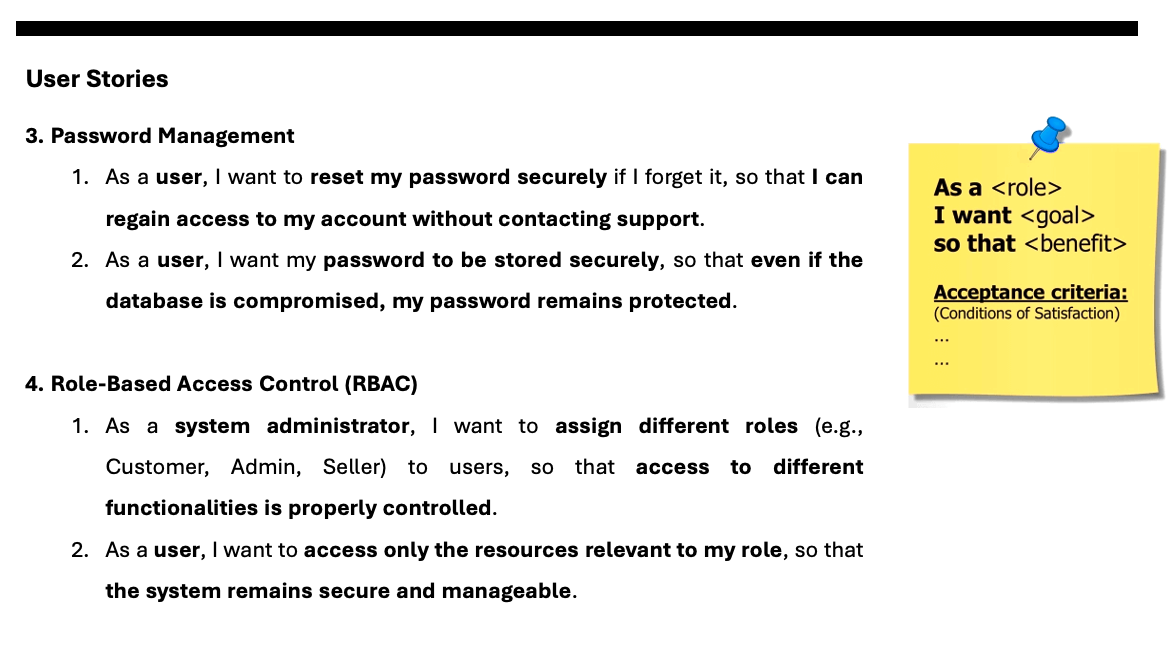 User Stories
3. Password Management
1. As a user, I want to reset my password securely if I forget it, so that I can
regain access to my account without contacting support.
2. As a user, I want my password to be stored securely, so that even if the
database is compromised, my password remains protected.
4. Role-Based Access Control (RBAC)
1. As a system administrator, I want to assign different roles (e.g.,
Customer, Admin, Seller) to users, so that access to different
functionalities is properly controlled.
2. As a user, I want to access only the resources relevant to my role, so that
the system remains secure and manageable.
As a <role>
I want <goal>
so that <benefit>
Acceptance criteria:
(Conditions of Satisfaction)
...
...